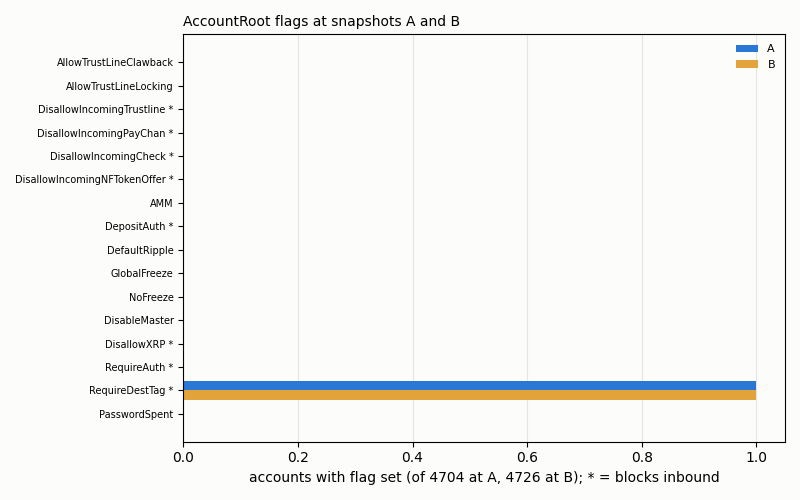 AccountRoot flags at snapshots A and B
A
B
AllowTrustLineClawback
AllowTrustLineLocking
DisallowIncomingTrustline *
DisallowIncomingPayChan *
DisallowIncomingCheck *
DisallowIncomingNFTokenOffer *
AMM
DepositAuth *
DefaultRipple
GlobalFreeze
NoFreeze
DisableMaster
DisallowXRP *
RequireAuth *
RequireDestTag *
PasswordSpent
0.0 0.2 0.4 0.6 0.8 1.0
accounts with flag set (of 4704 at A, 4726 at B); * = blocks inbound